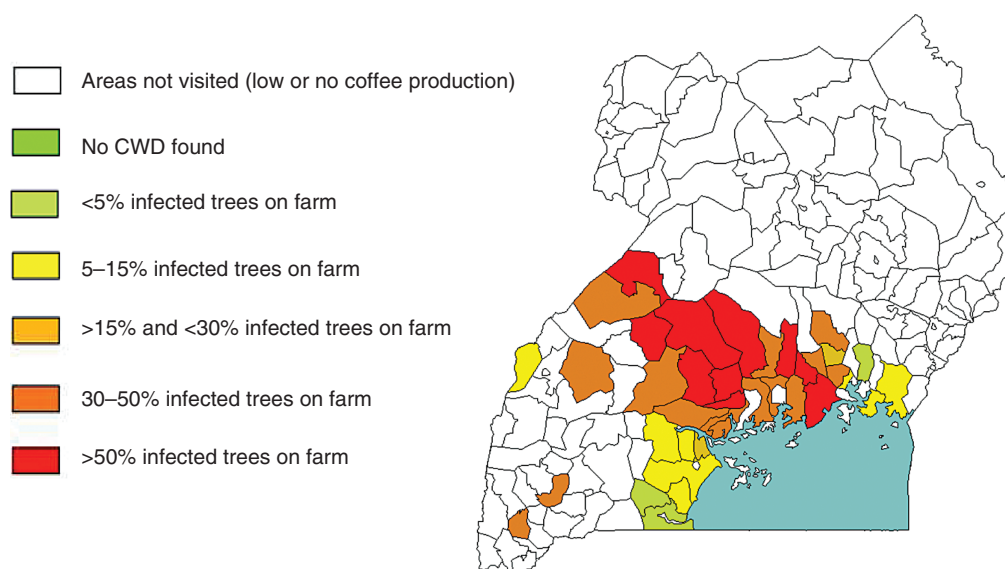 Areas not visited (low or no coffee production)
No CWD found
<5% infected trees on farm
5–15% infected trees on farm
>15% and <30% infected trees on farm
30–50% infected trees on farm
>50% infected trees on farm